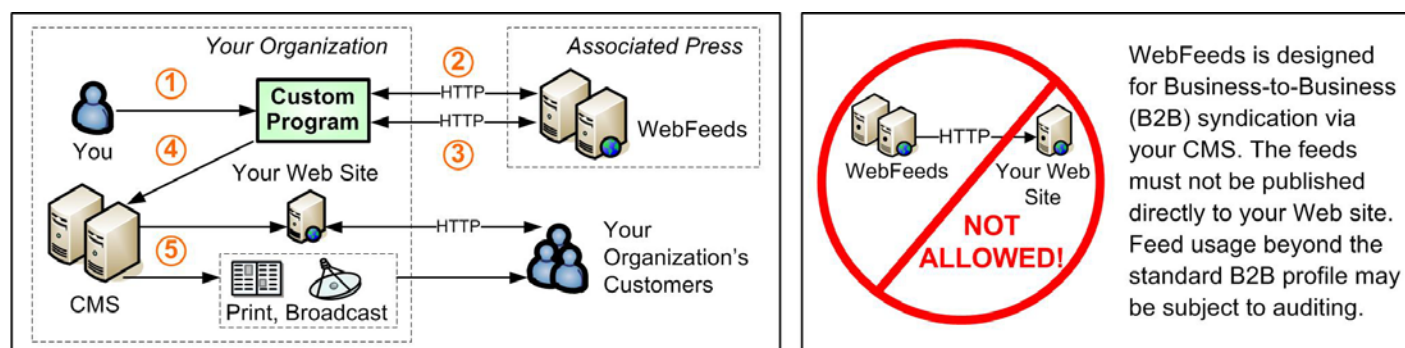 Your Organization
Associated Press
1
2
Custom
Program
HTTP
HTTP
WebFeeds
You
3
4
Your Web Site
HTTP
5
Your
Organization's
Customers
CMS
Print, Broadcast
WebFeeds
HTTP
Your Web
Site
NOT
ALLOWED!
WebFeeds is designed
for Business-to-Business
(B2B) syndication via
your CMS. The feeds
must not be published
directly to your Web site.
Feed usage beyond the
standard B2B profile may
be subject to auditing.